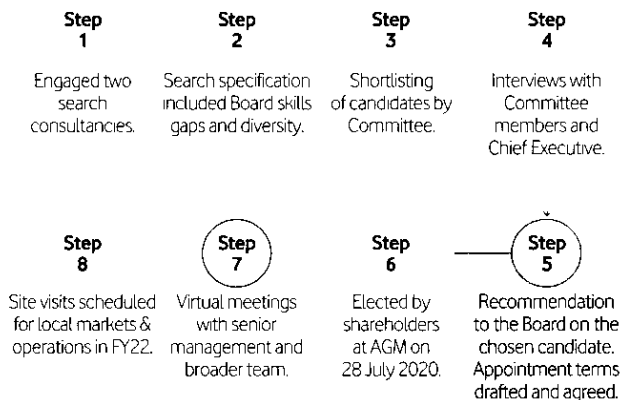 Step
1
Engaged two
search
consultancies.
Step
2
Search specification
included Board skills
gaps and diversity.
Step
3
Shortlisting
of candidates by
Committee.
Step
4
Interviews with
Committee
members and
Chief Executive.
Step
8
Site visits scheduled
for local markets &
operations in FY22.
Step
7
Virtual meetings
with senior
management and
broader team.
Step
6
Elected by
shareholders
at AGM on
28 July 2020.
Step
5
Recommendation
to the Board on the
chosen candidate.
Appointment terms
drafted and agreed.